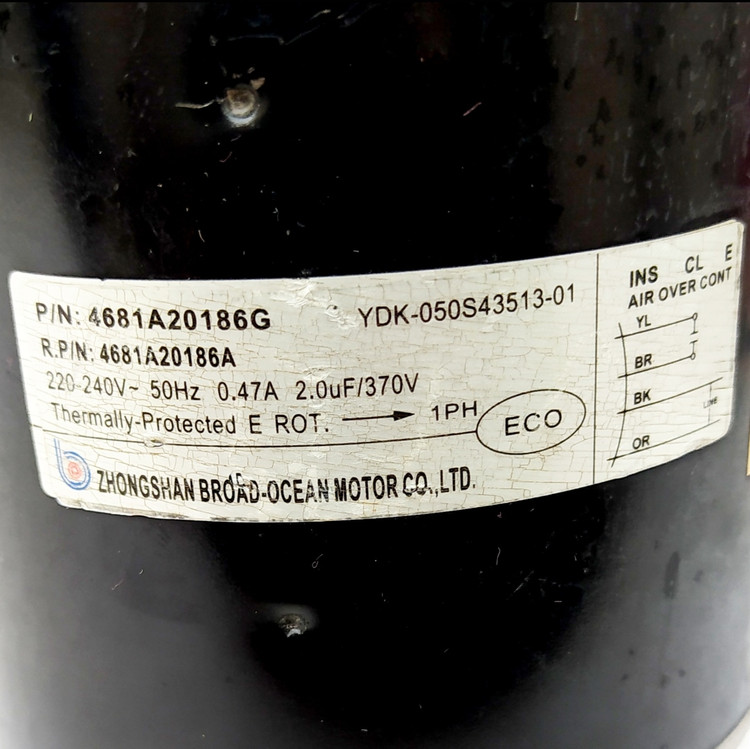 P/N: 4681A20186G
YDK-050S43513-01
R.P/N: 4681A20186A
220-240V~ 50Hz 0.47A 2.0uF/370V
Thermally-Protected E ROT. 1PH
ECO
ZHONGSHAN BROAD-OCEAN MOTOR CO.,LTD.
INS CL E
AIR OVER CONT
YL
BR
BK
LINE
OR